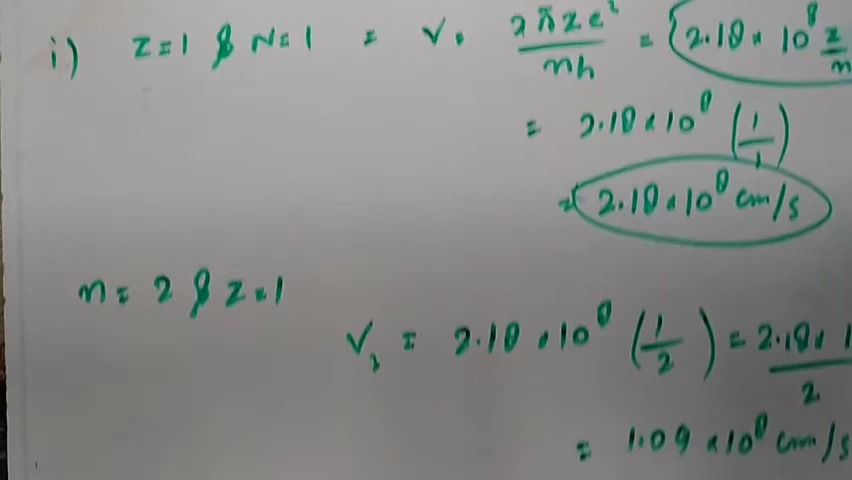 i) z=1 & N=1 = V₁ 2πze²/nh = 2.18 × 10⁸ z/n
= 2.18 × 10⁸ (1/1)
= 2.18 × 10⁸ cm/s
n = 2 & z = 1
V₂ = 2.18 × 10⁸ (1/2) = 2.18 × 1/2
= 1.09 × 10⁸ cm/s